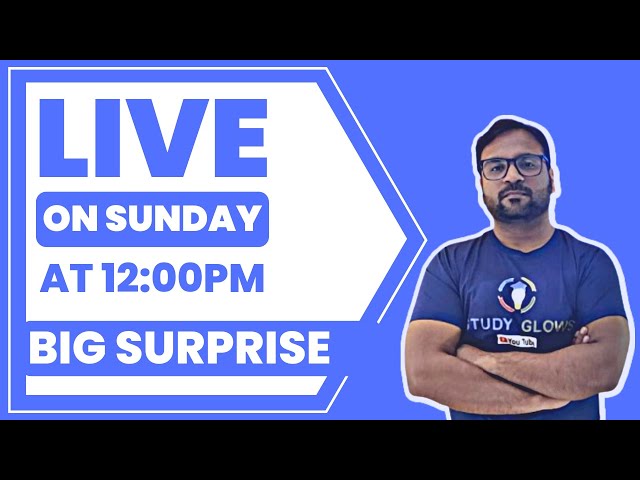 LIVE
ON SUNDAY
AT 12:00PM
BIG SURPRISE
STUDY GLOWS
YouTube